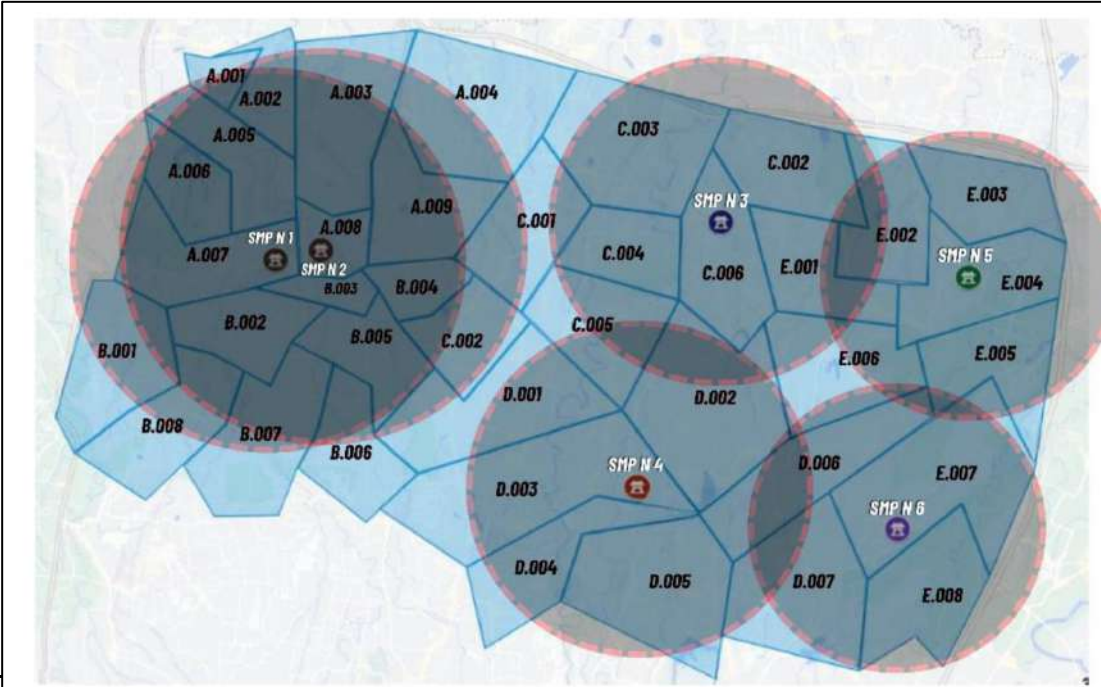 A.001
A.002
A.003
A.004
A.005
A.006
A.007
A.008
A.009
SMP N 1
SMP N 2
B.001
B.002
B.003
B.004
B.005
B.006
B.007
B.008
C.001
C.002
C.003
C.002
SMP N 3
C.004
C.006
C.005
E.001
E.002
E.003
SMP N 5
E.004
E.005
E.006
D.001
D.002
D.003
SMP N 4
D.004
D.005
D.006
D.007
SMP N 6
E.007
E.008